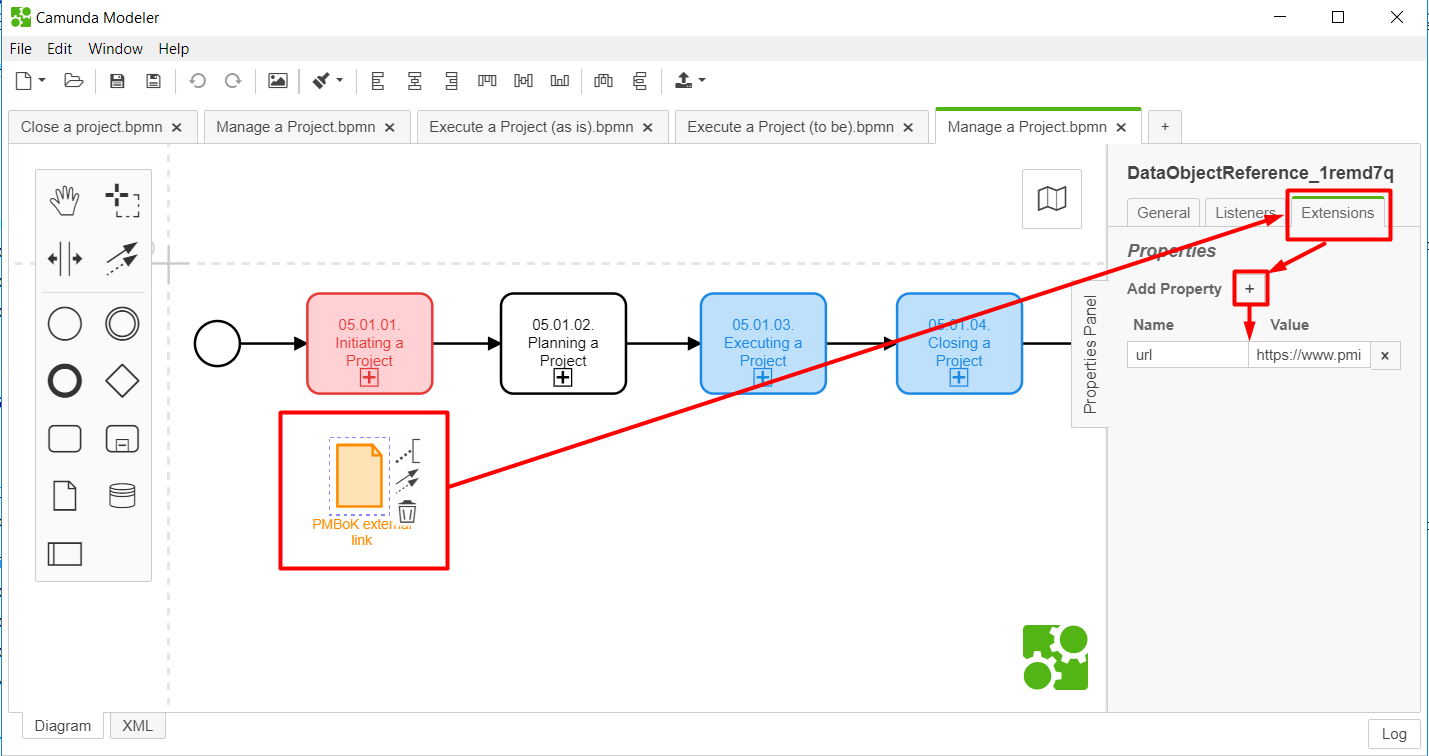 Camunda Modeler
File Edit Window Help
Close a project.bpmn × Manage a Project.bpmn × Execute a Project (as is).bpmn × Execute a Project (to be).bpmn × Manage a Project.bpmn × +
DataObjectReference_1remd7q
General Listeners Extensions
Properties
Add Property +
Name Value
url https://www.pmi ×
Properties Panel
05.01.01.
Initiating a
Project
05.01.02.
Planning a
Project
05.01.03.
Executing a
Project
05.01.04.
Closing a
Project
PMBoK external
link
Diagram XML
Log